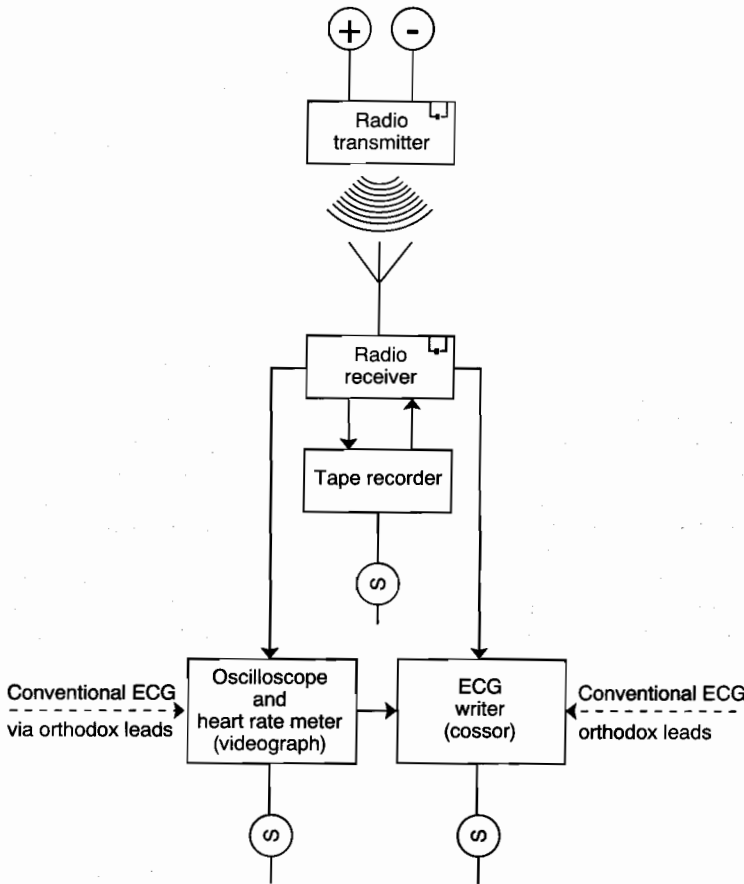 +
-
Radio
transmitter
Radio
receiver
Tape recorder
S
Conventional ECG
via orthodox leads
Oscilloscope
and
heart rate meter
(videograph)
ECG
writer
(cossor)
Conventional ECG
orthodox leads
S
S